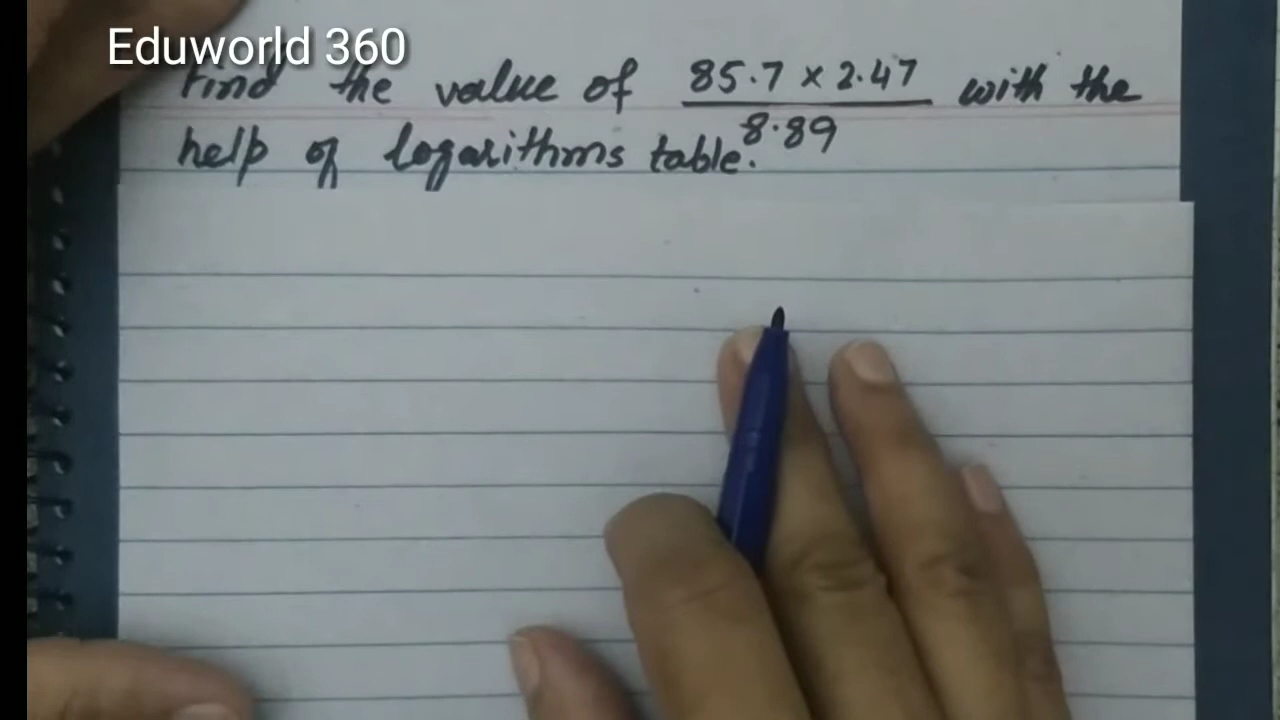 Eduworld 360
Find the value of 85.7 × 2.47 / 8.89 with the
help of logarithms table.